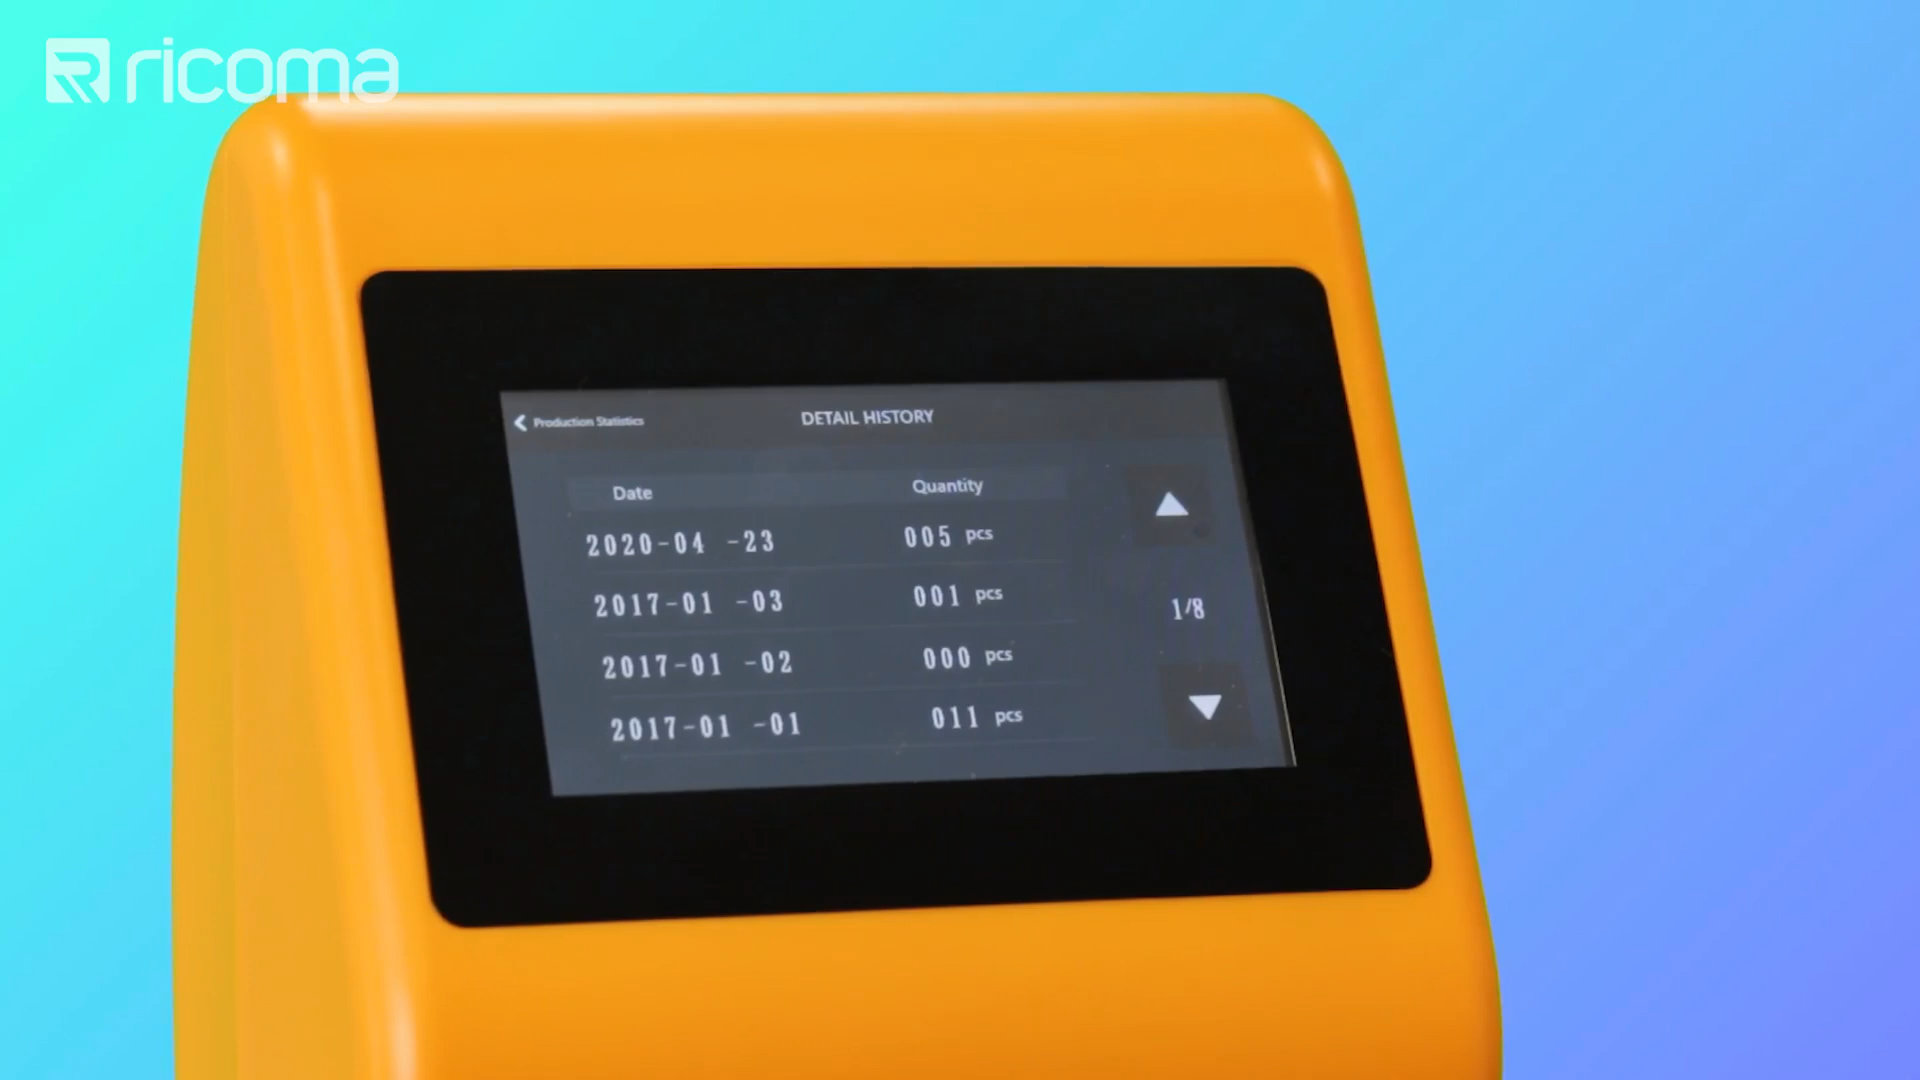 ricoma
Production Statistics
DETAIL HISTORY
Date Quantity
2020-04 -23 005 pcs
2017-01 -03 001 pcs
1/8
2017-01 -02 000 pcs
2017-01 -01 011 pcs